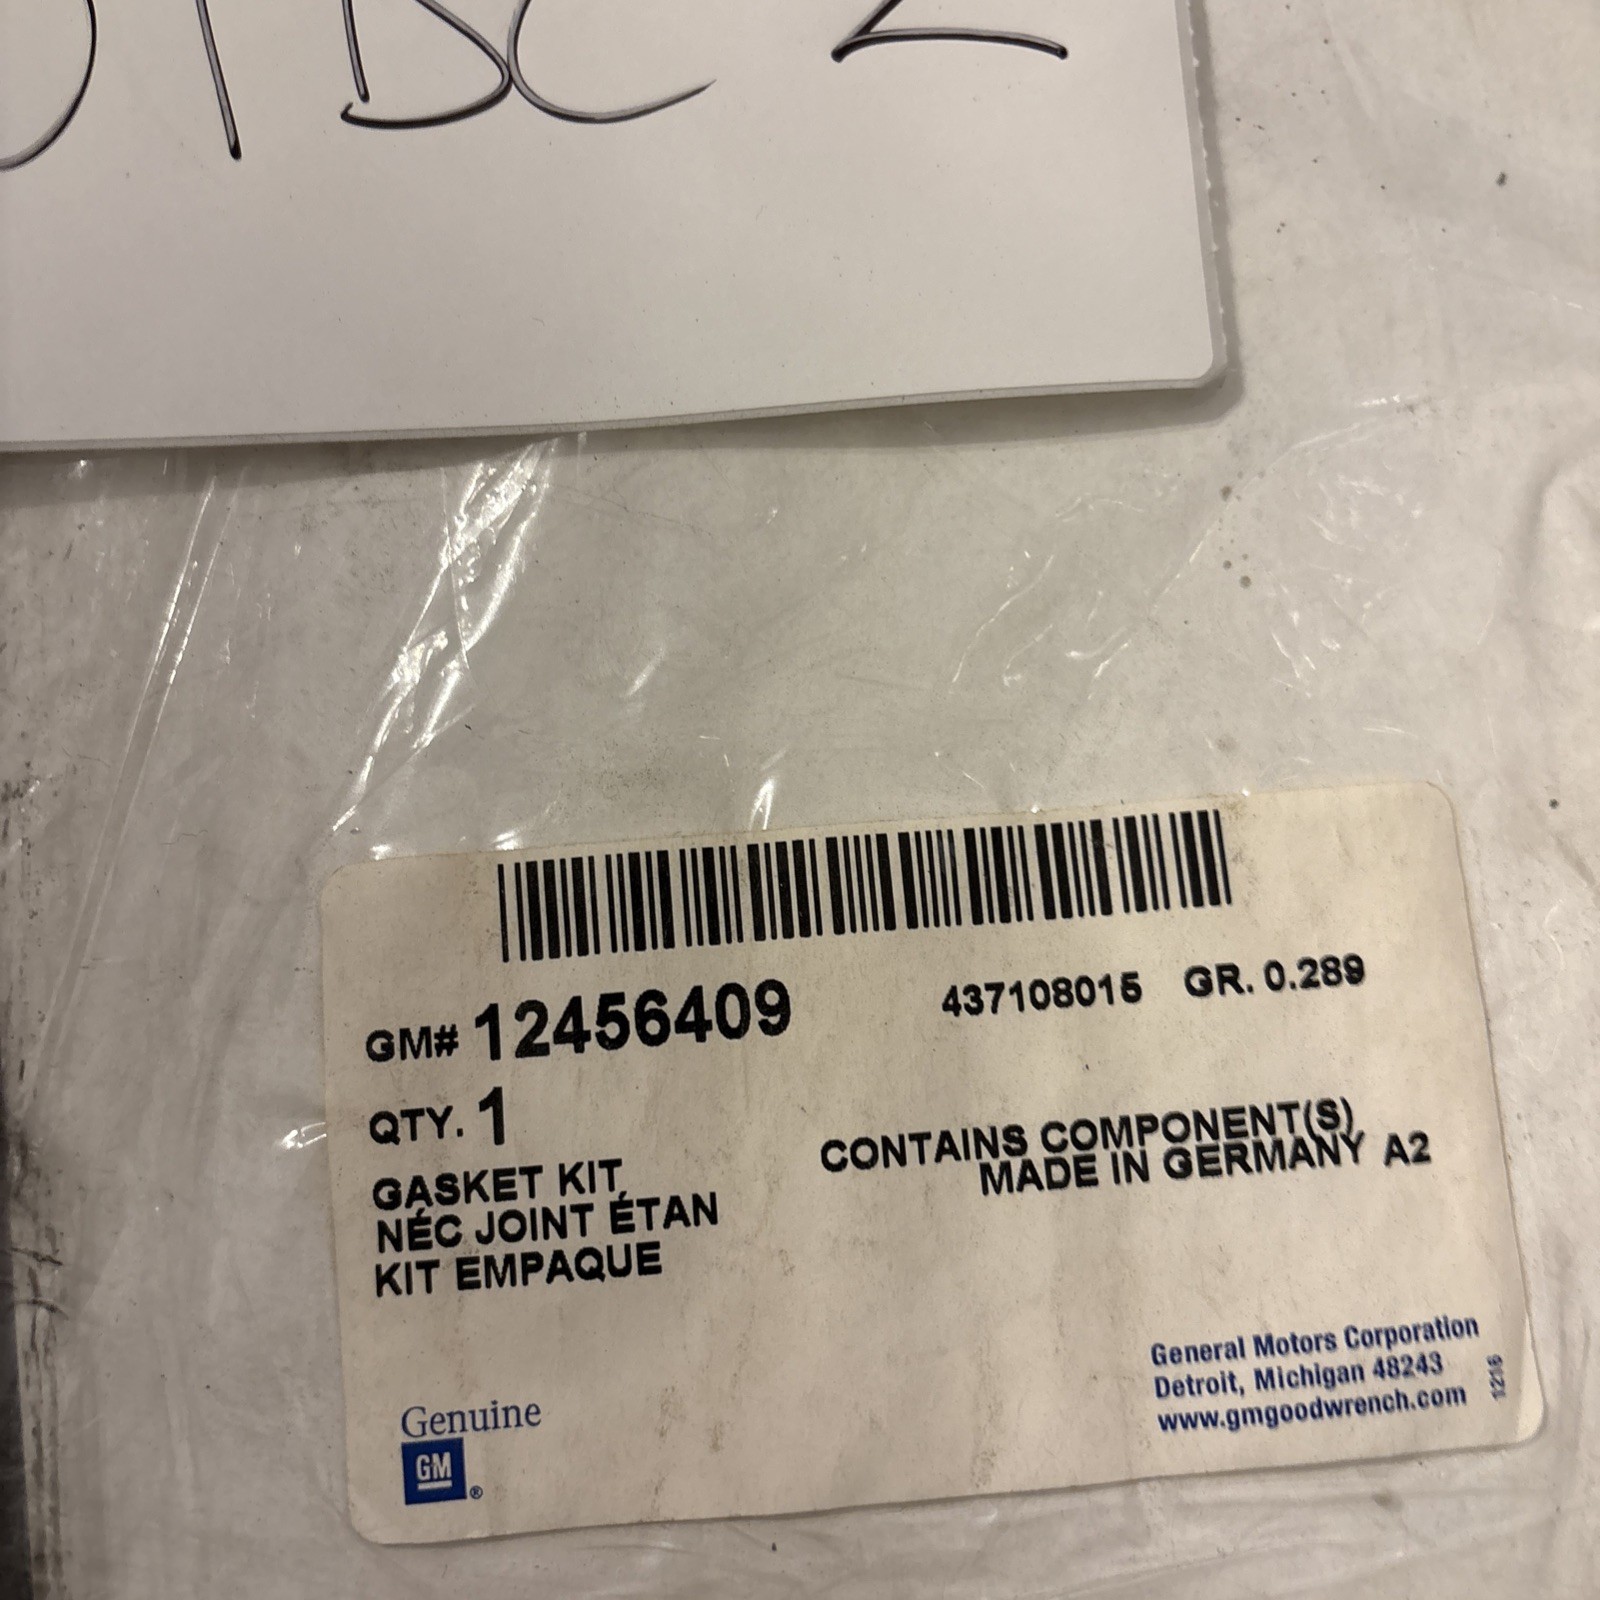 GM# 12456409 437108015 GR. 0.289
QTY. 1
CONTAINS COMPONENT(S)
MADE IN GERMANY A2
GASKET KIT
NÉC JOINT ÉTAN
KIT EMPAQUE
General Motors Corporation
Detroit, Michigan 48243
www.gmgoodwrench.com
1216
Genuine
GM®